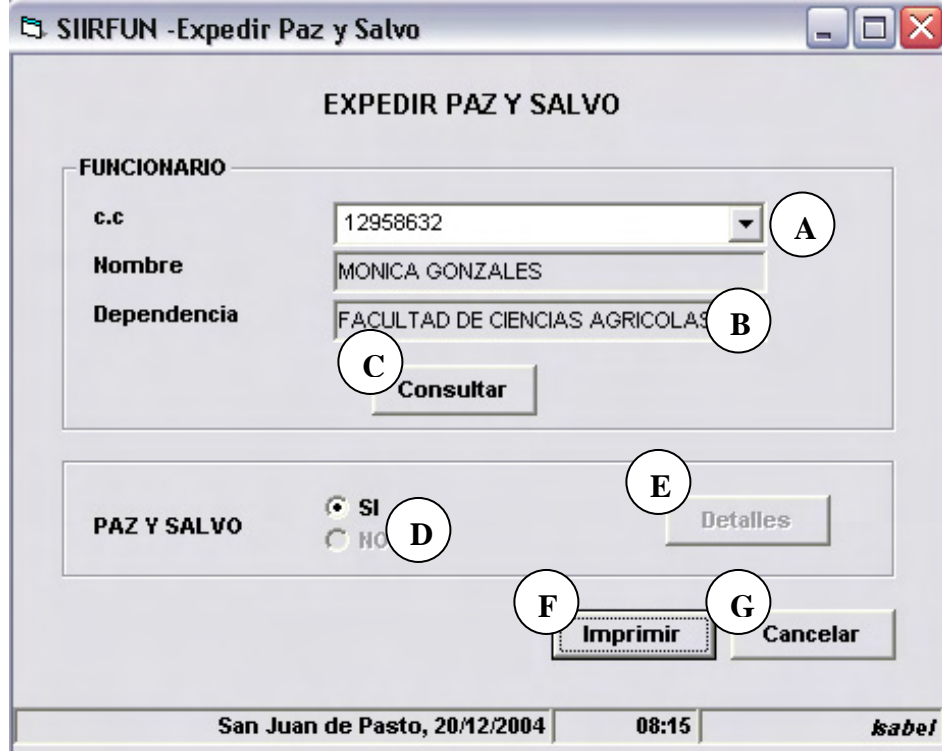 SIIRFUN -Expedir Paz y Salvo
EXPEDIR PAZ Y SALVO
FUNCIONARIO
c.c 12958632 A
Nombre MONICA GONZALES
Dependencia FACULTAD DE CIENCIAS AGRICOLAS B
C Consultar
PAZ Y SALVO SI
NO D
E Detalles
F Imprimir G Cancelar
San Juan de Pasto, 20/12/2004 08:15 Isabel